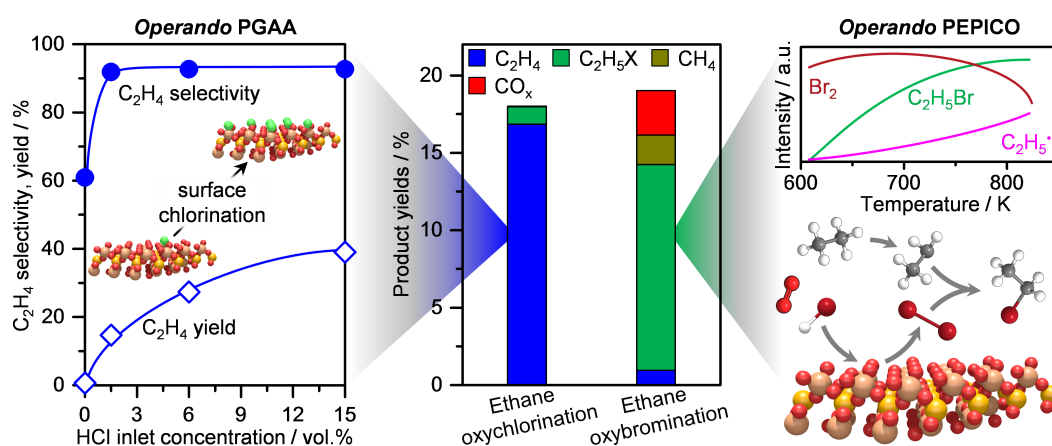 Operando PGAA
100
80
60
40
20
0
C₂H₄ selectivity, yield / %
C₂H₄ selectivity
surface
chlorination
C₂H₄ yield
0 3 6 9 12 15
HCl inlet concentration / vol.%
20
15
10
5
0
Product yields / %
C₂H₄ C₂H₅X CH₄
COₓ
Ethane
oxychlorination
Ethane
oxybromination
Operando PEPICO
Intensity / a.u.
Br₂
C₂H₅Br
C₂H₅•
600 700 800
Temperature / K